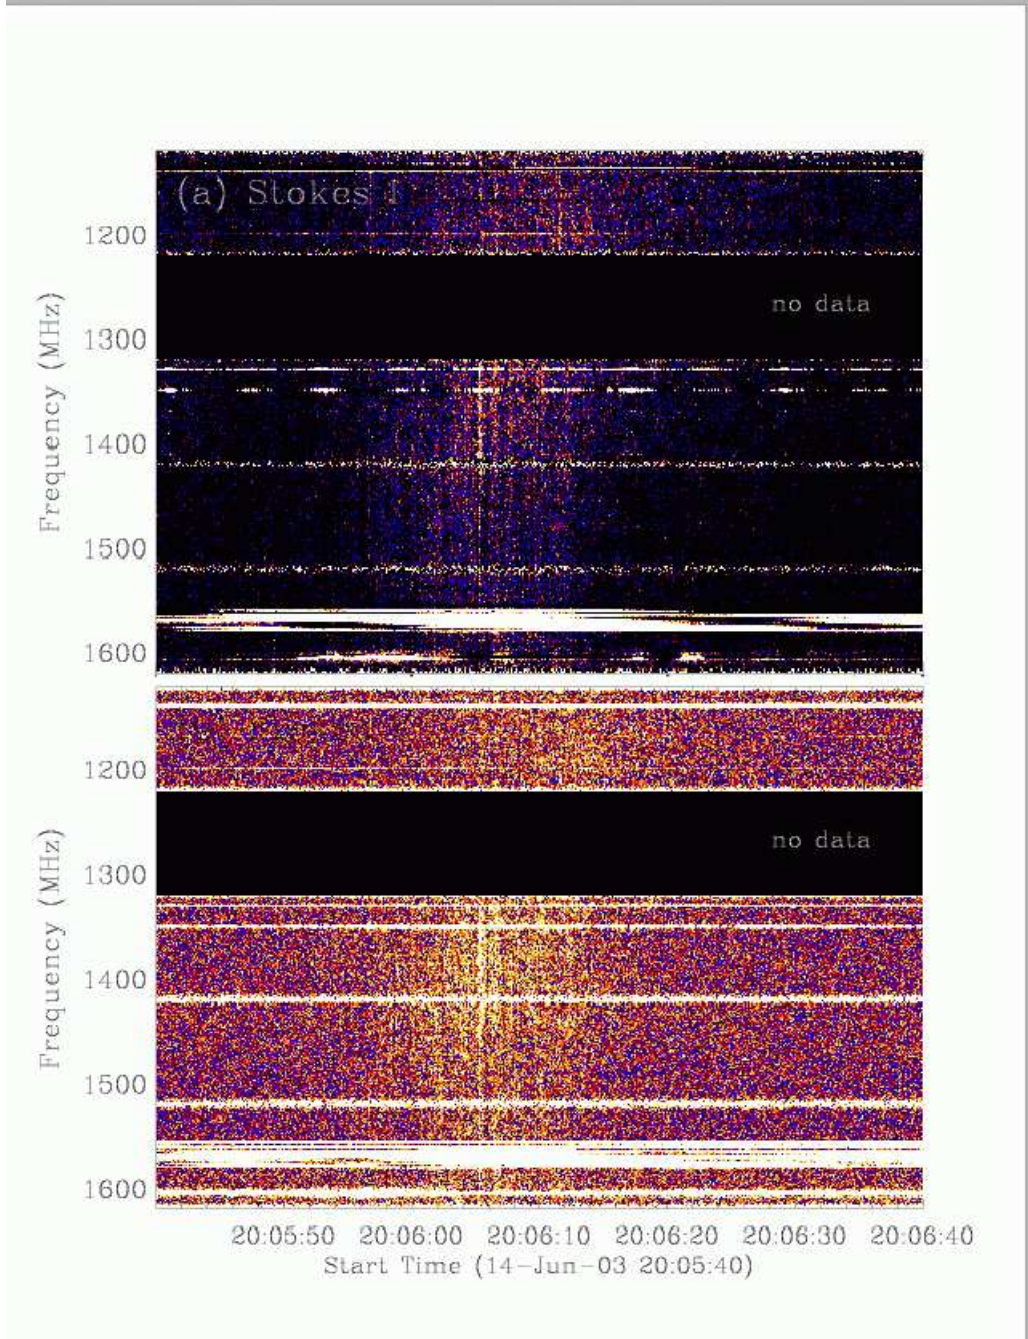 (a) Stokes I
1200
no data
1300
1400
1500
1600
Frequency (MHz)
1200
no data
1300
1400
1500
1600
Frequency (MHz)
20:05:50 20:06:00 20:06:10 20:06:20 20:06:30 20:06:40
Start Time (14-Jun-03 20:05:40)